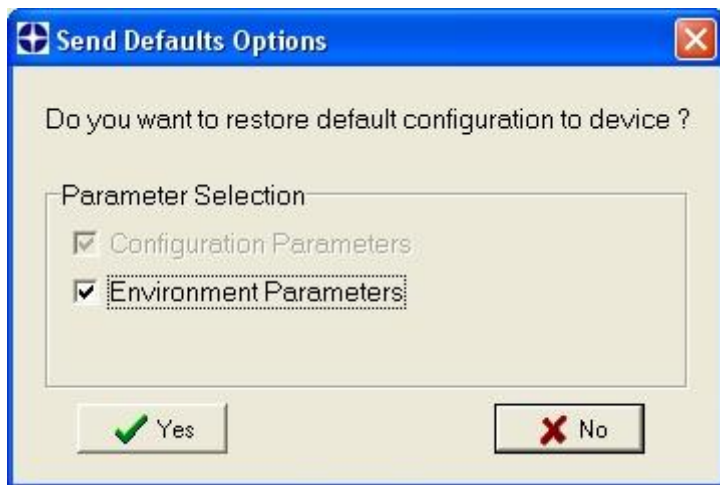 Send Defaults Options
Do you want to restore default configuration to device ?
Parameter Selection
Configuration Parameters
Environment Parameters
Yes
No